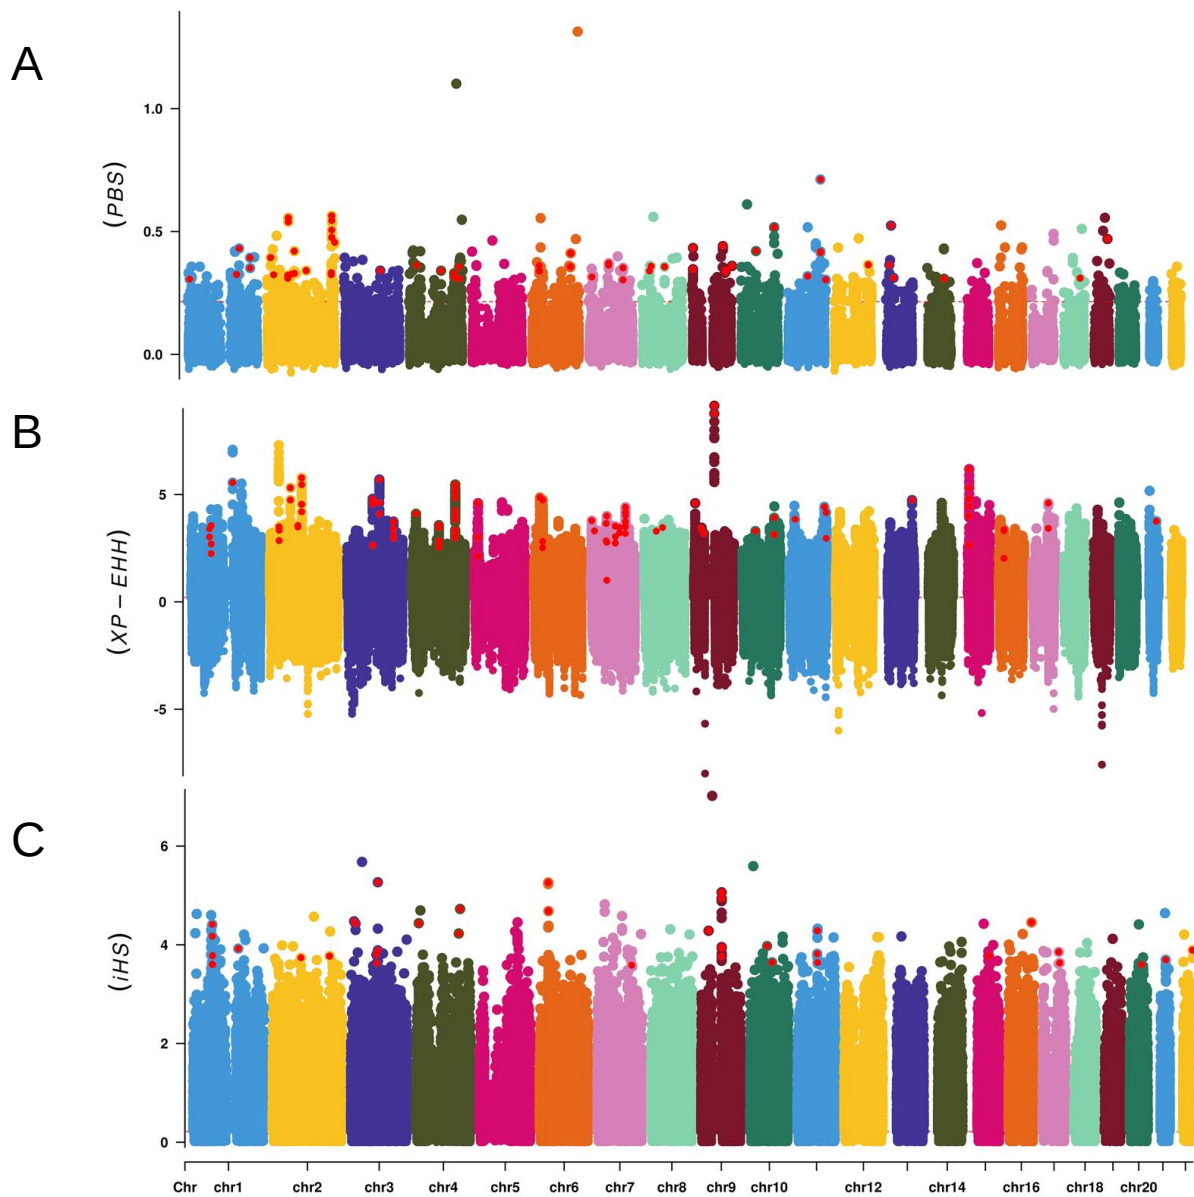 A
(PBS)
1.0
0.5
0.0
B
(XP – EHH)
5
0
-5
C
(iHS)
6
4
2
0
Chr chr1 chr2 chr3 chr4 chr5 chr6 chr7 chr8 chr9 chr10 chr12 chr14 chr16 chr18 chr20